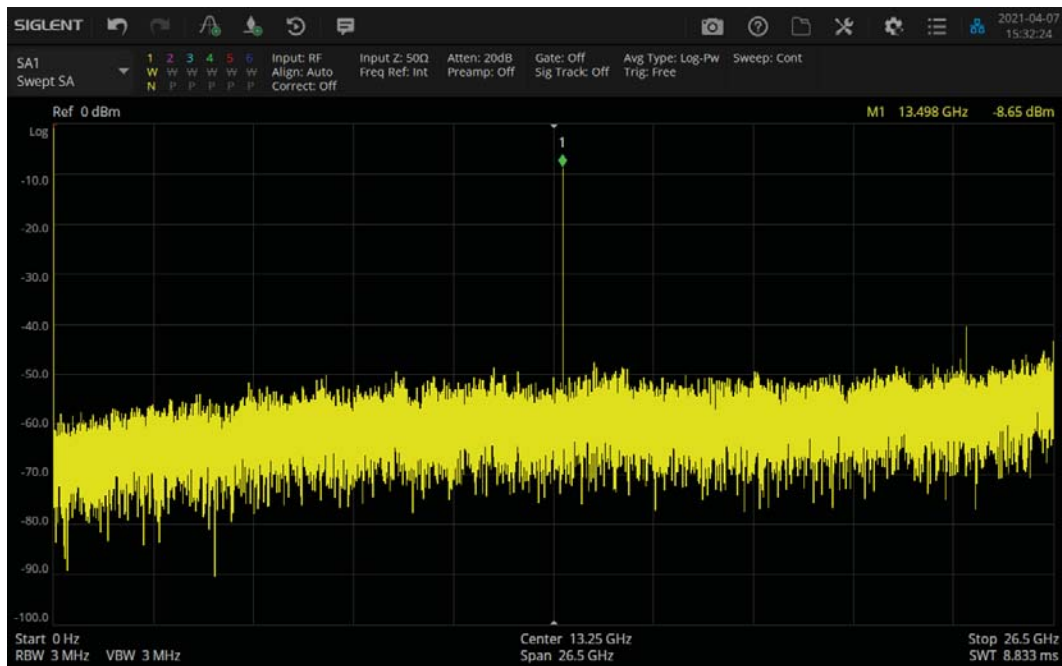 SIGLENT
2021-04-07
15:32:24
SA1
Swept SA
1 2 3 4 5 6
W W W W W W
N P P P P P
Input: RF
Align: Auto
Correct: Off
Input Z: 50Ω
Freq Ref: Int
Atten: 20dB
Preamp: Off
Gate: Off
Sig Track: Off
Avg Type: Log-Pw
Trig: Free
Sweep: Cont
Ref 0 dBm
M1 13.498 GHz -8.65 dBm
Log
1
-10.0
-20.0
-30.0
-40.0
-50.0
-60.0
-70.0
-80.0
-90.0
-100.0
Start 0 Hz
Center 13.25 GHz
Stop 26.5 GHz
RBW 3 MHz VBW 3 MHz
Span 26.5 GHz
SWT 8.833 ms